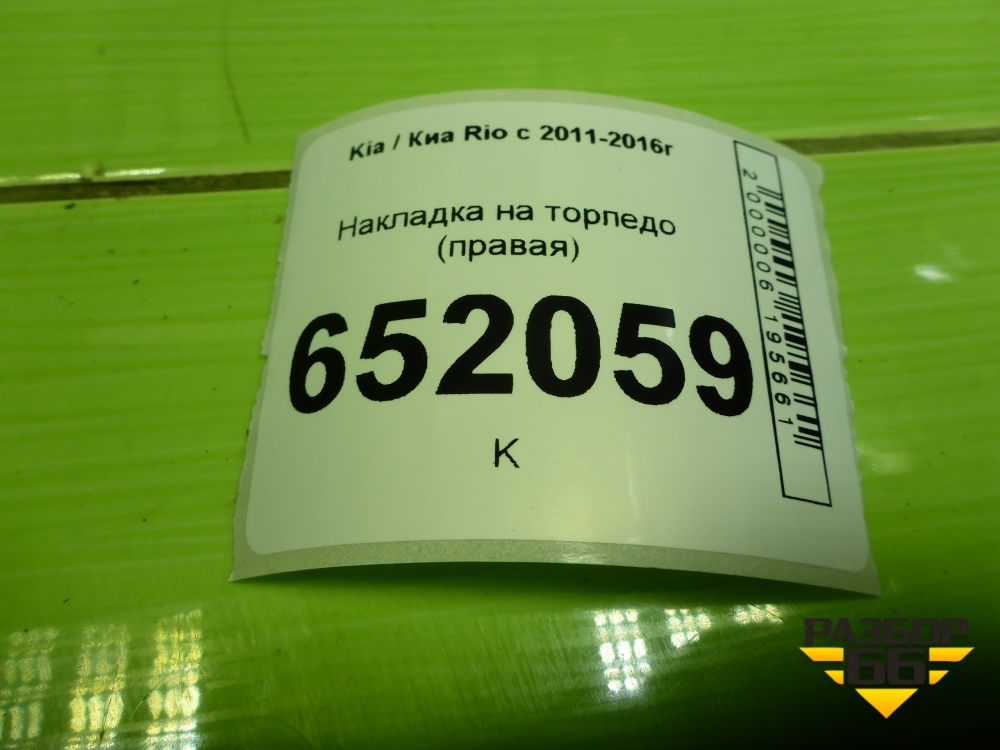 Kia / Киа Rio с 2011-2016г
Накладка на торпедо
(правая)
652059
К
2000006195661
РАЗБОР
66